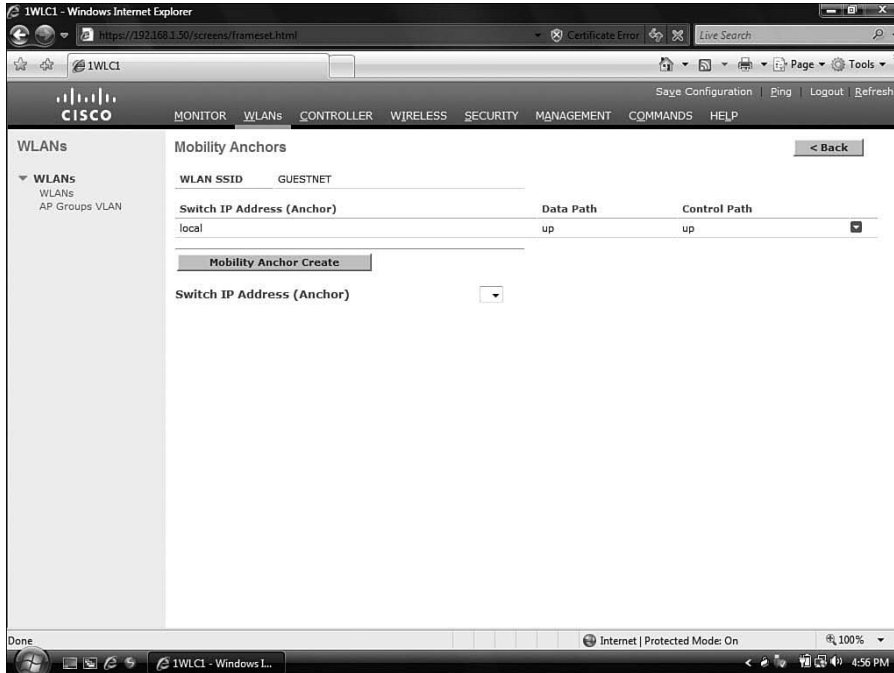 1WLC1 - Windows Internet Explorer
https://192.168.1.50/screens/frameset.html
Certificate Error
Live Search
1WLC1
Page
Tools
Save Configuration | Ping | Logout | Refresh
CISCO
MONITOR WLANs CONTROLLER WIRELESS SECURITY MANAGEMENT COMMANDS HELP
WLANs
WLANs
WLANs
AP Groups VLAN
Mobility Anchors
< Back
WLAN SSID GUESTNET
Switch IP Address (Anchor) Data Path Control Path
local up up
Mobility Anchor Create
Switch IP Address (Anchor)
Done
Internet | Protected Mode: On
100%
1WLC1 - Windows I...
4:56 PM